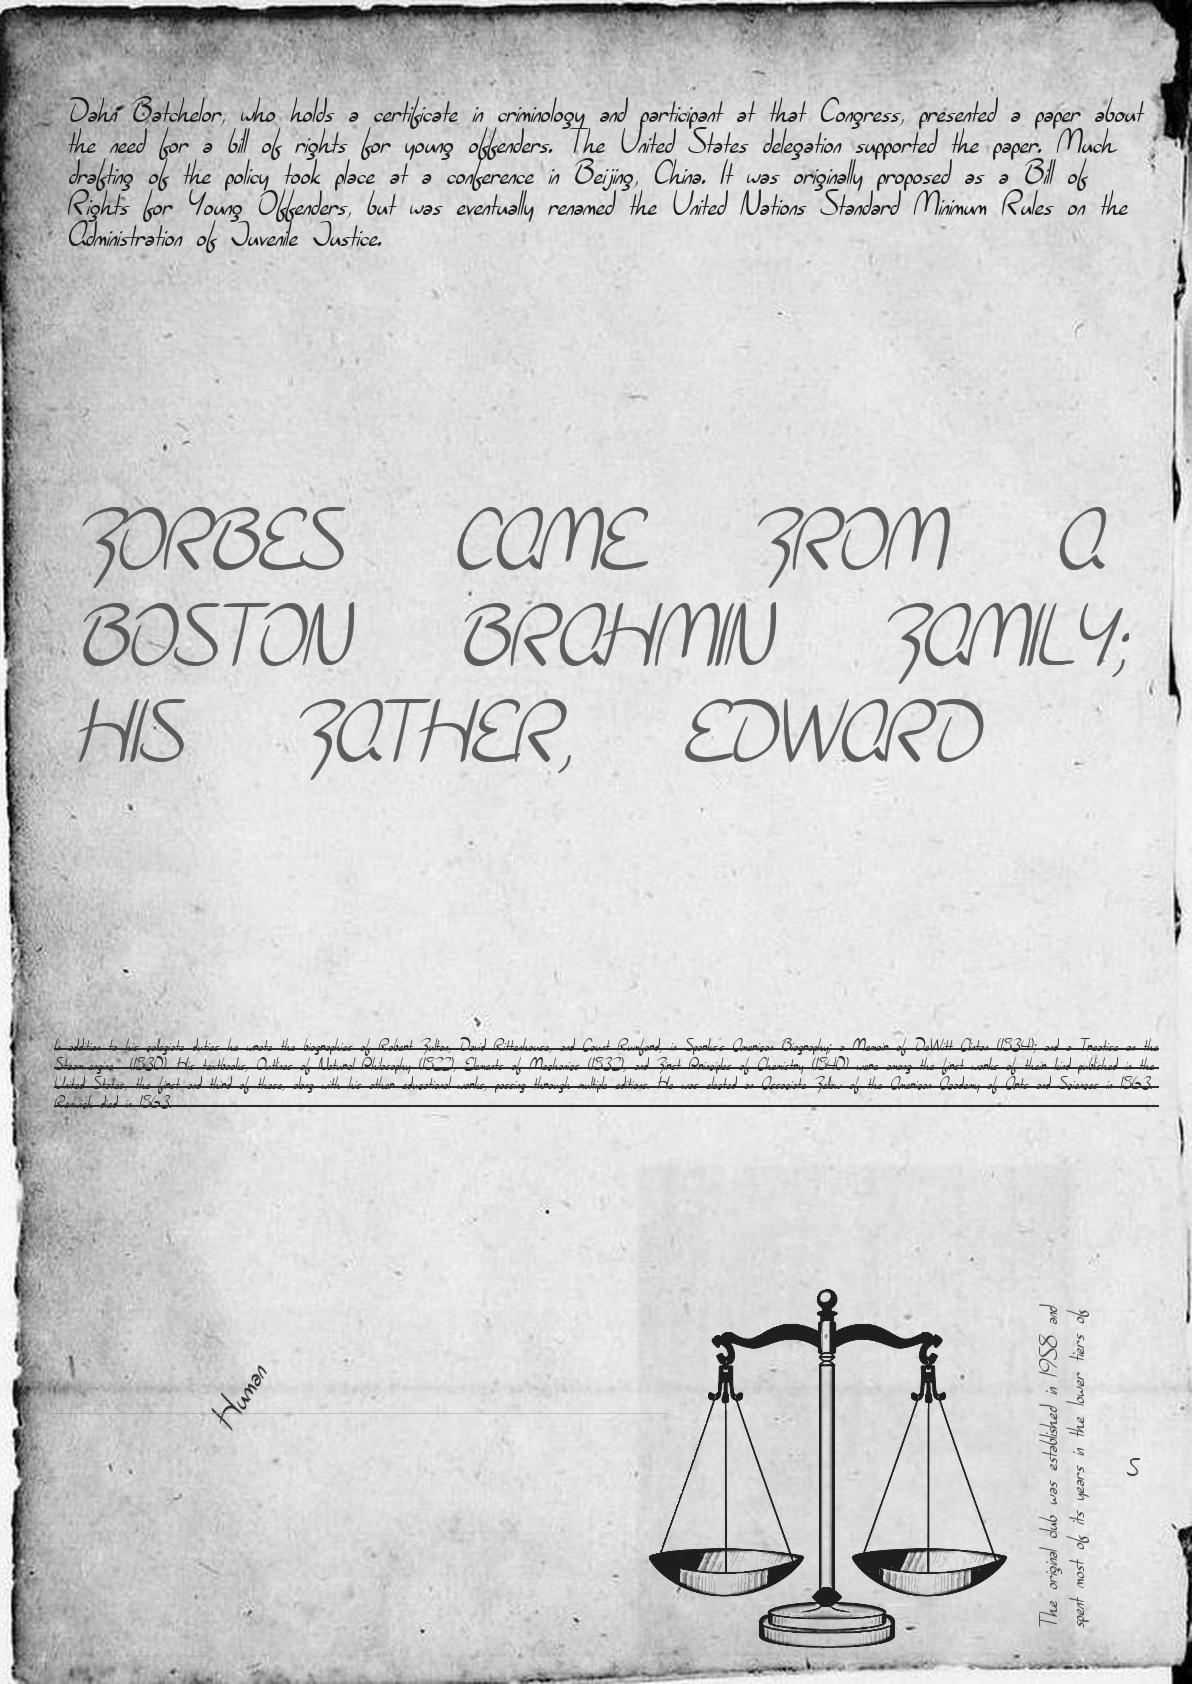 Dahn Batchelor, who holds a certificate in criminology and participant at that Congress, presented a paper about
the need for a bill of rights for young offenders. The United States delegation supported the paper. Much
drafting of the policy took place at a conference in Beijing, China. It was originally proposed as a Bill of
Rights for Young Offenders, but was eventually renamed the United Nations Standard Minimum Rules on the
Administration of Juvenile Justice.
FORBES CAME FROM A
BOSTON BRAHMIN FAMILY;
HIS FATHER, EDWARD
In addition to his collegiate duties he wrote the biographies of Robert Fulton, David Rittenhouse, and Count Rumford, in Sparks's American Biography; a Memoir of DeWitt Clinton (1834); and a Treatise on the
Steam-engine" (1830). His textbooks, Outlines of Natural Philosophy (1822), Elements of Mechanics (1832), and First Principles of Chemistry (1840) were among the first works of their kind published in the
United States, the first and third of these, along with his other educational works, passing through multiple editions. He was elected an Associate Fellow of the American Academy of Arts and Sciences in 1863.
Renwick died in 1863.
Human
The original club was established in 1958 and
spent most of its years in the lower tiers of
S